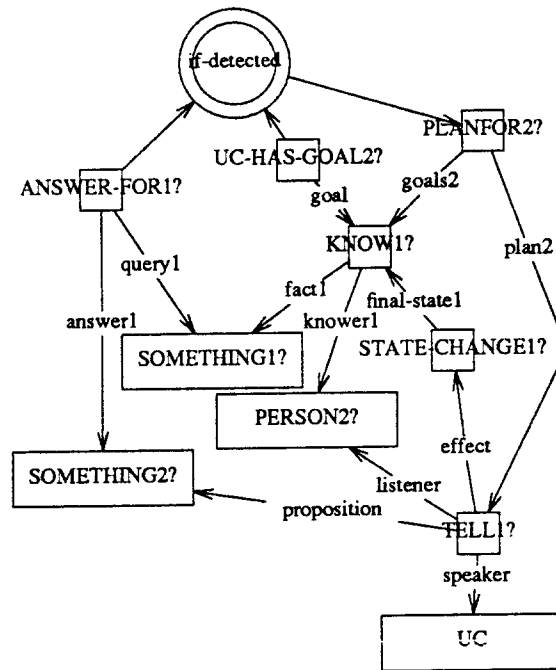 if-detected
PLANFOR2?
UC-HAS-GOAL2?
ANSWER-FOR1?
goal
goals2
KNOW1?
plan2
query1
fact1
final-state1
answer1
knower1
SOMETHING1?
STATE-CHANGE1?
PERSON2?
effect
SOMETHING2?
listener
proposition
TELL1?
speaker
UC